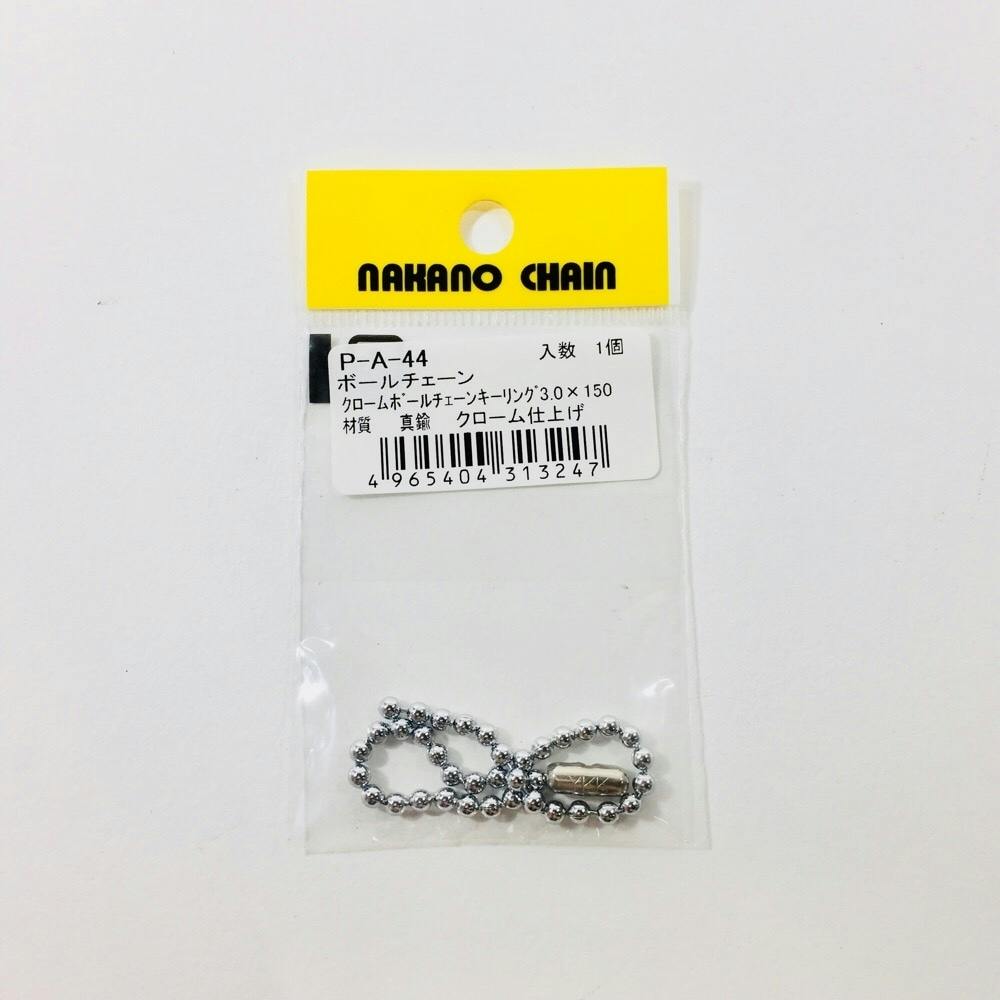 NAKANO CHAIN
P-A-44 入数 1個
ボールチェーン
クロームボールチェーンキーリング3.0×150
材質 真鍮 クローム仕上げ
4 965404 313247